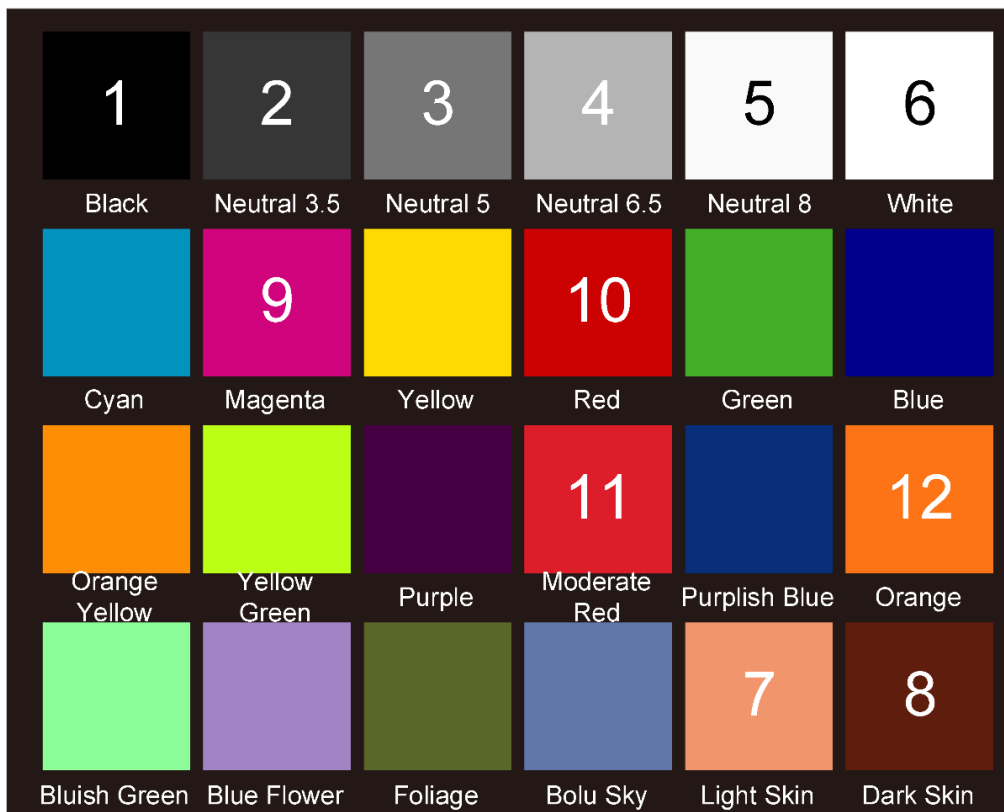 1 2 3 4 5 6
Black Neutral 3.5 Neutral 5 Neutral 6.5 Neutral 8 White
9 10
Cyan Magenta Yellow Red Green Blue
11 12
Orange Yellow Yellow Green Purple Moderate Red Purplish Blue Orange
7 8
Bluish Green Blue Flower Foliage Bolu Sky Light Skin Dark Skin